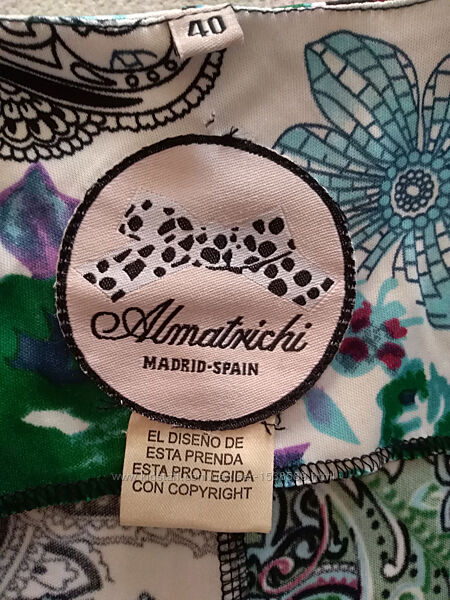 40
Almatrichi
MADRID-SPAIN
EL DISEÑO DE
ESTA PRENDA
ESTA PROTEGIDA
CON COPYRIGHT